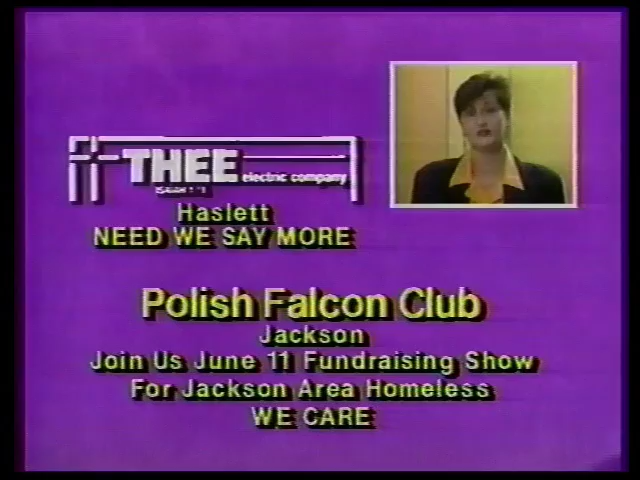 THEE
electric company
Haslett
NEED WE SAY MORE
Polish Falcon Club
Jackson
Join Us June 11 Fundraising Show
For Jackson Area Homeless
WE CARE